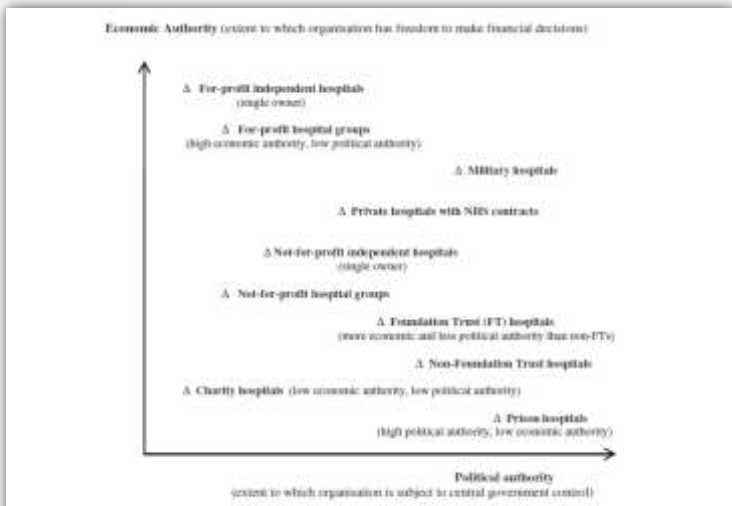 Economic Authority (extent to which organisation has freedom to make financial decisions)
Δ For-profit independent hospitals
(single owner)
Δ For-profit hospital groups
(high economic authority, low political authority)
Δ Military hospitals
Δ Private hospitals with NHS contracts
Δ Not-for-profit independent hospitals
(single owner)
Δ Not-for-profit hospital groups
Δ Foundation Trust (FT) hospitals
(more economic and less political authority than non-FTs)
Δ Non-Foundation Trust hospitals
Δ Charity hospitals (low economic authority, low political authority)
Δ Prison hospitals
(high political authority, low economic authority)
Political authority
(extent to which organisation is subject to central government control)